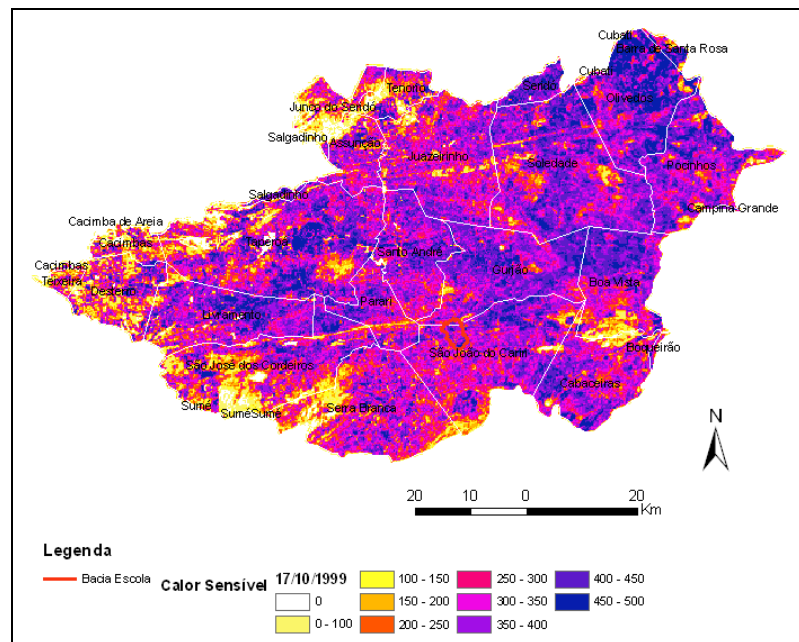 Cubati
Barra de Santa Rosa
Cubati
Seridó
Olivedos
Tenório
Junco do Seridó
Salgadinho
Assunção
Juazeirinho
Soledade
Pocinhos
Salgadinho
Campina Grande
Cacimba de Areia
Cacimbas
Taperoá
Santo André
Gurjão
Cacimbas
Teixeira
Desterro
Boa Vista
Parari
Livramento
Boqueirão
São João do Cariri
São José dos Cordeiros
Cabaceiras
Sumé
SuméSumé
Serra Branca
N
20 10 0 20
Km
Legenda
Bacia Escola
Calor Sensível
17/10/1999
0
0 - 100
100 - 150
150 - 200
200 - 250
250 - 300
300 - 350
350 - 400
400 - 450
450 - 500